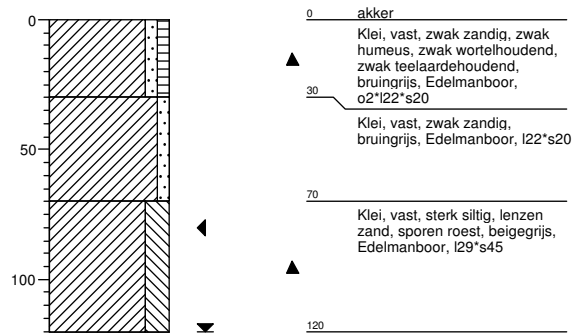 0
50
100
0 akker
Klei, vast, zwak zandig, zwak
humeus, zwak wortelhoudend,
zwak teelaardehoudend,
bruingrijs, Edelmanboor,
o2*l22*s20
30
Klei, vast, zwak zandig,
bruingrijs, Edelmanboor, l22*s20
70
Klei, vast, sterk siltig, lenzen
zand, sporen roest, beigegrijs,
Edelmanboor, l29*s45
120